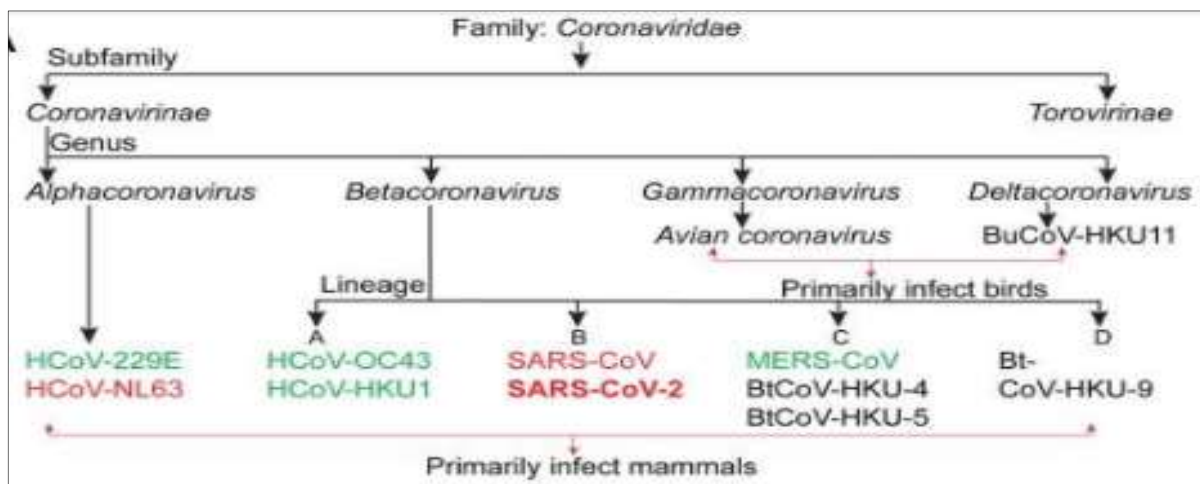 Family: Coronaviridae
Subfamily
Coronavirinae Torovirinae
Genus
Alphacoronavirus Betacoronavirus Gammacoronavirus Deltacoronavirus
Avian coronavirus BuCoV-HKU11
Lineage Primarily infect birds
A B C D
HCoV-229E HCoV-OC43 SARS-CoV MERS-CoV Bt-
HCoV-NL63 HCoV-HKU1 SARS-CoV-2 BtCoV-HKU-4 CoV-HKU-9
BtCoV-HKU-5
Primarily infect mammals